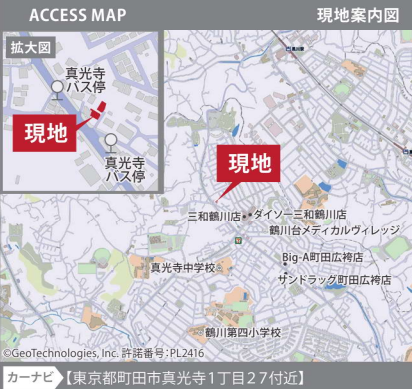 ACCESS MAP
現地案内図
拡大図
真光寺
バス停
現地
真光寺
バス停
現地
三和鶴川店
ダイソー三和鶴川店
鶴川台メディカルヴィレッジ
Big-A町田広袴店
真光寺中学校
サンドラッグ町田広袴店
鶴川第四小学校
©GeoTechnologies, Inc. 許諾番号:PL2416
カーナビ
【東京都町田市真光寺1丁目27付近】